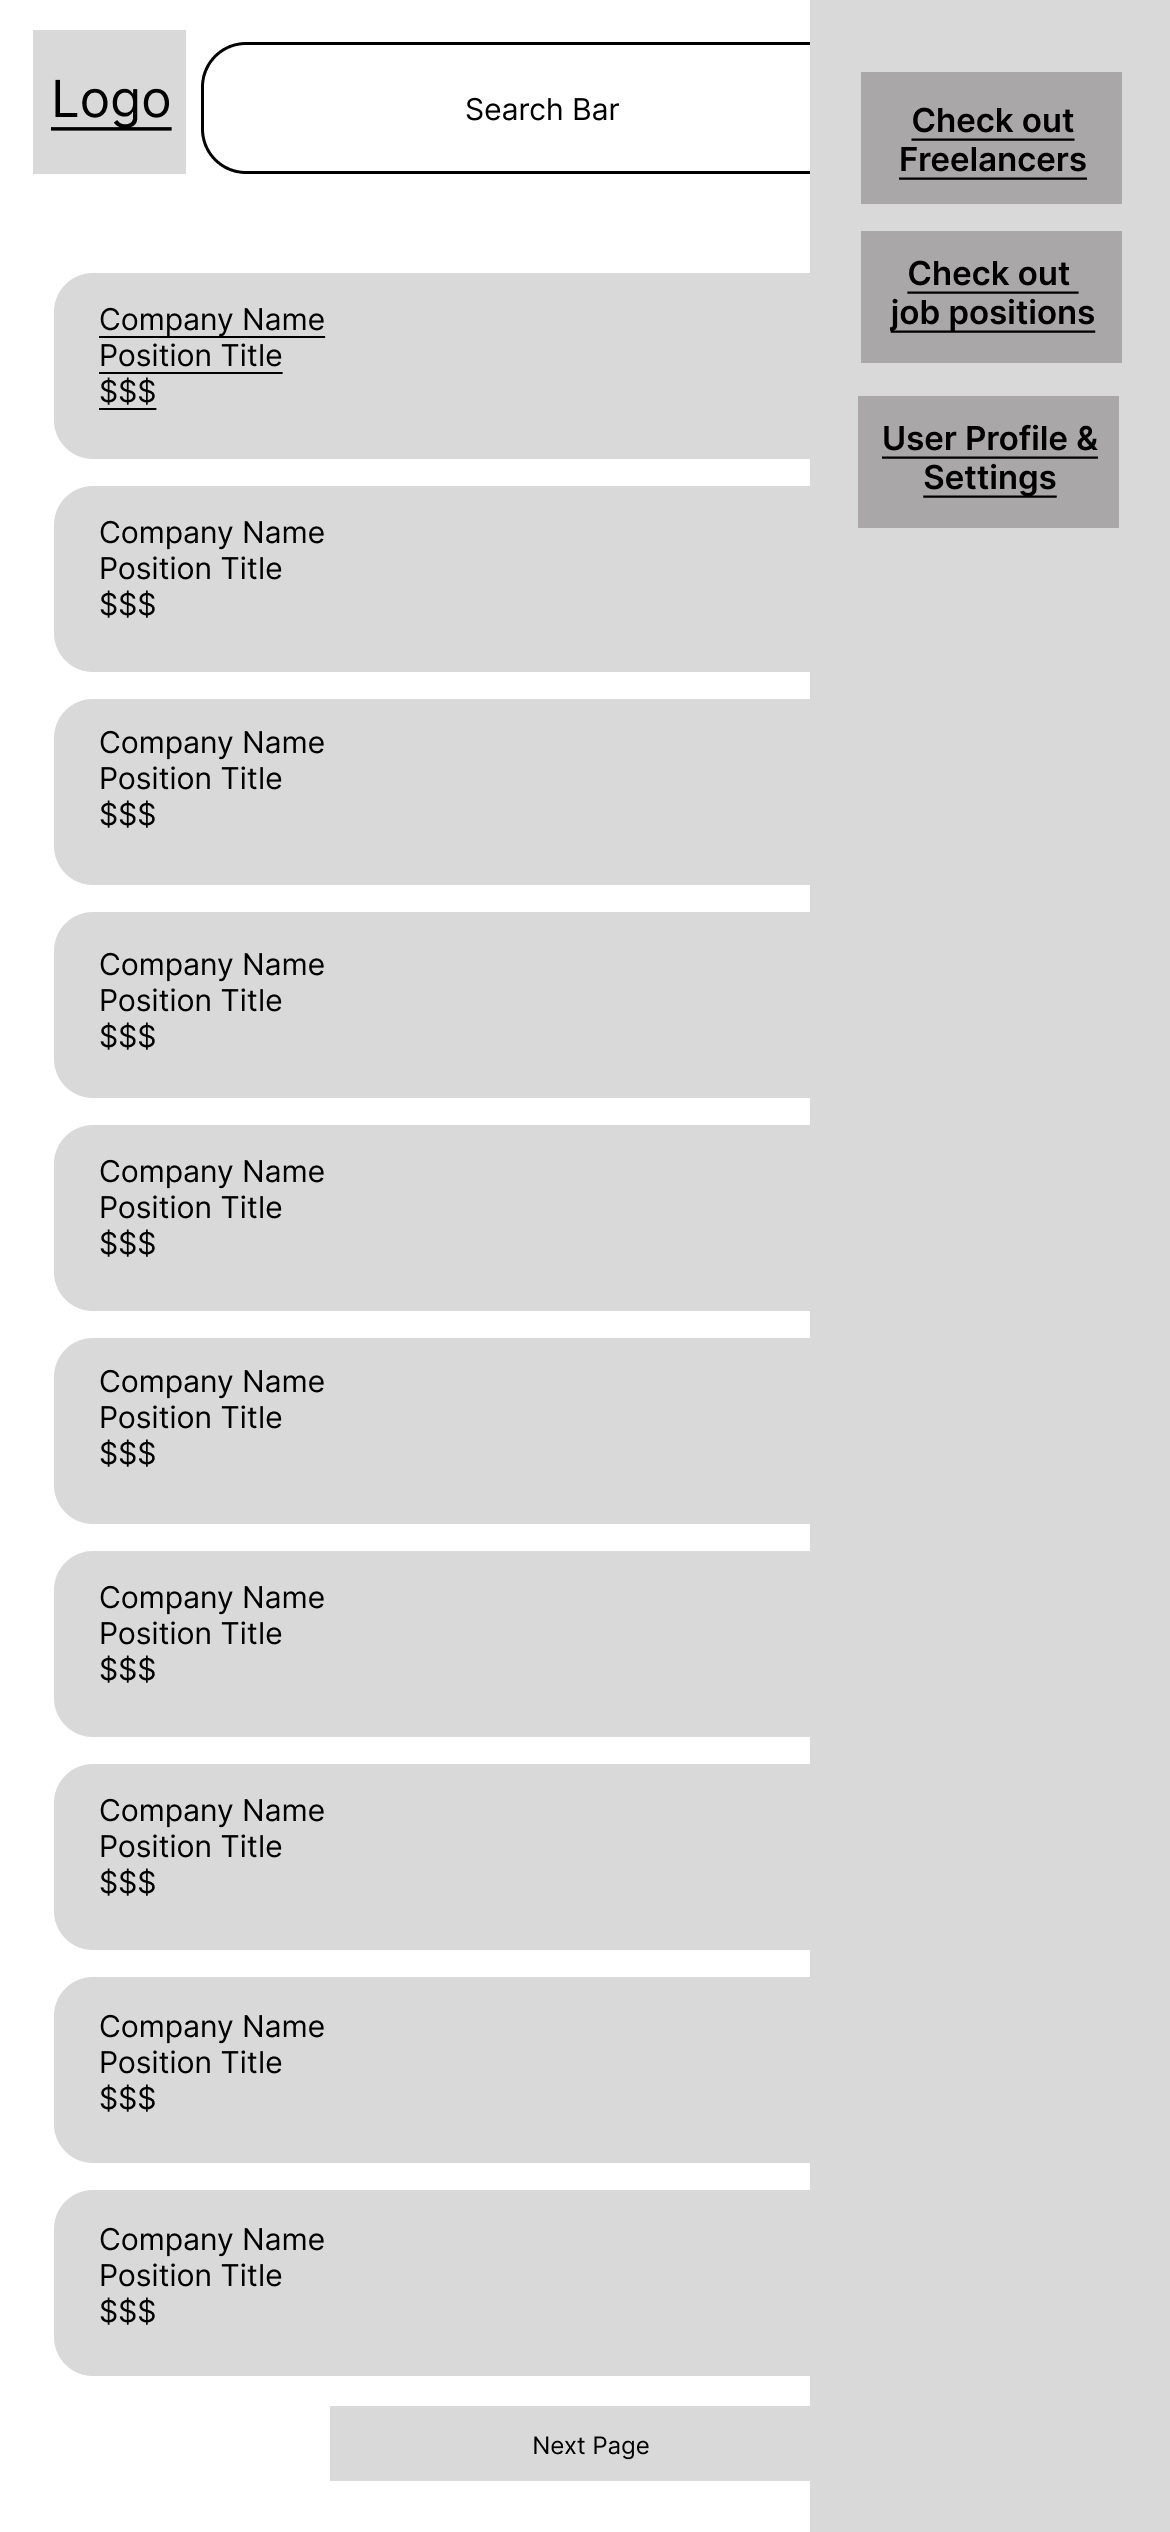 Logo
Search Bar
Check out
Freelancers
Check out
job positions
User Profile &
Settings
Company Name
Position Title
$$$
Company Name
Position Title
$$$
Company Name
Position Title
$$$
Company Name
Position Title
$$$
Company Name
Position Title
$$$
Company Name
Position Title
$$$
Company Name
Position Title
$$$
Company Name
Position Title
$$$
Company Name
Position Title
$$$
Company Name
Position Title
$$$
Next Page